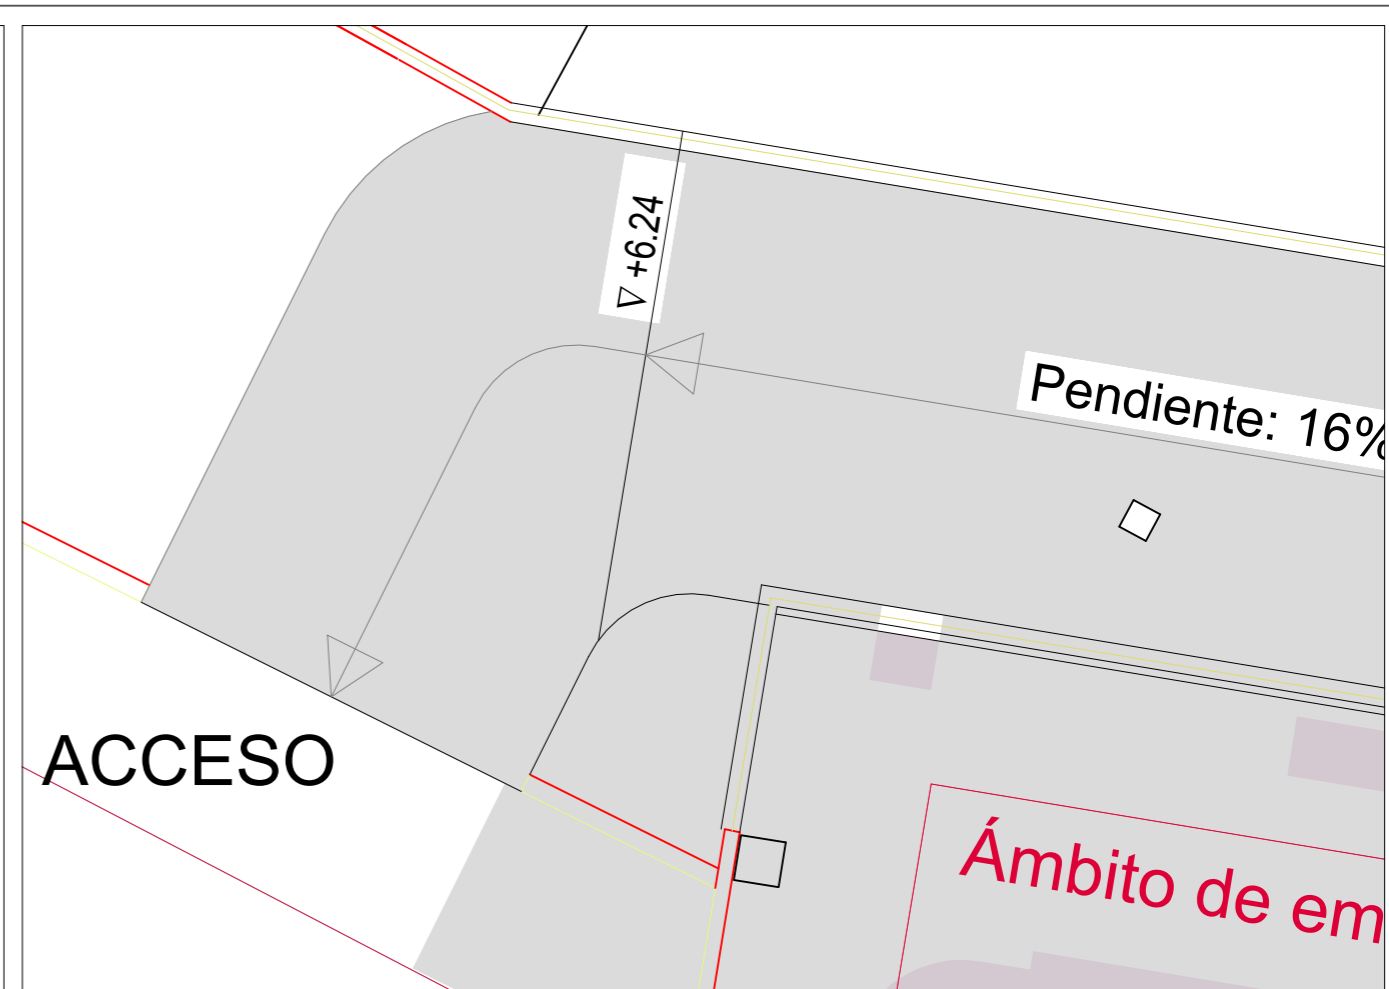 ∇ +6.24
Pendiente: 16%
ACCESO
Ámbito de em